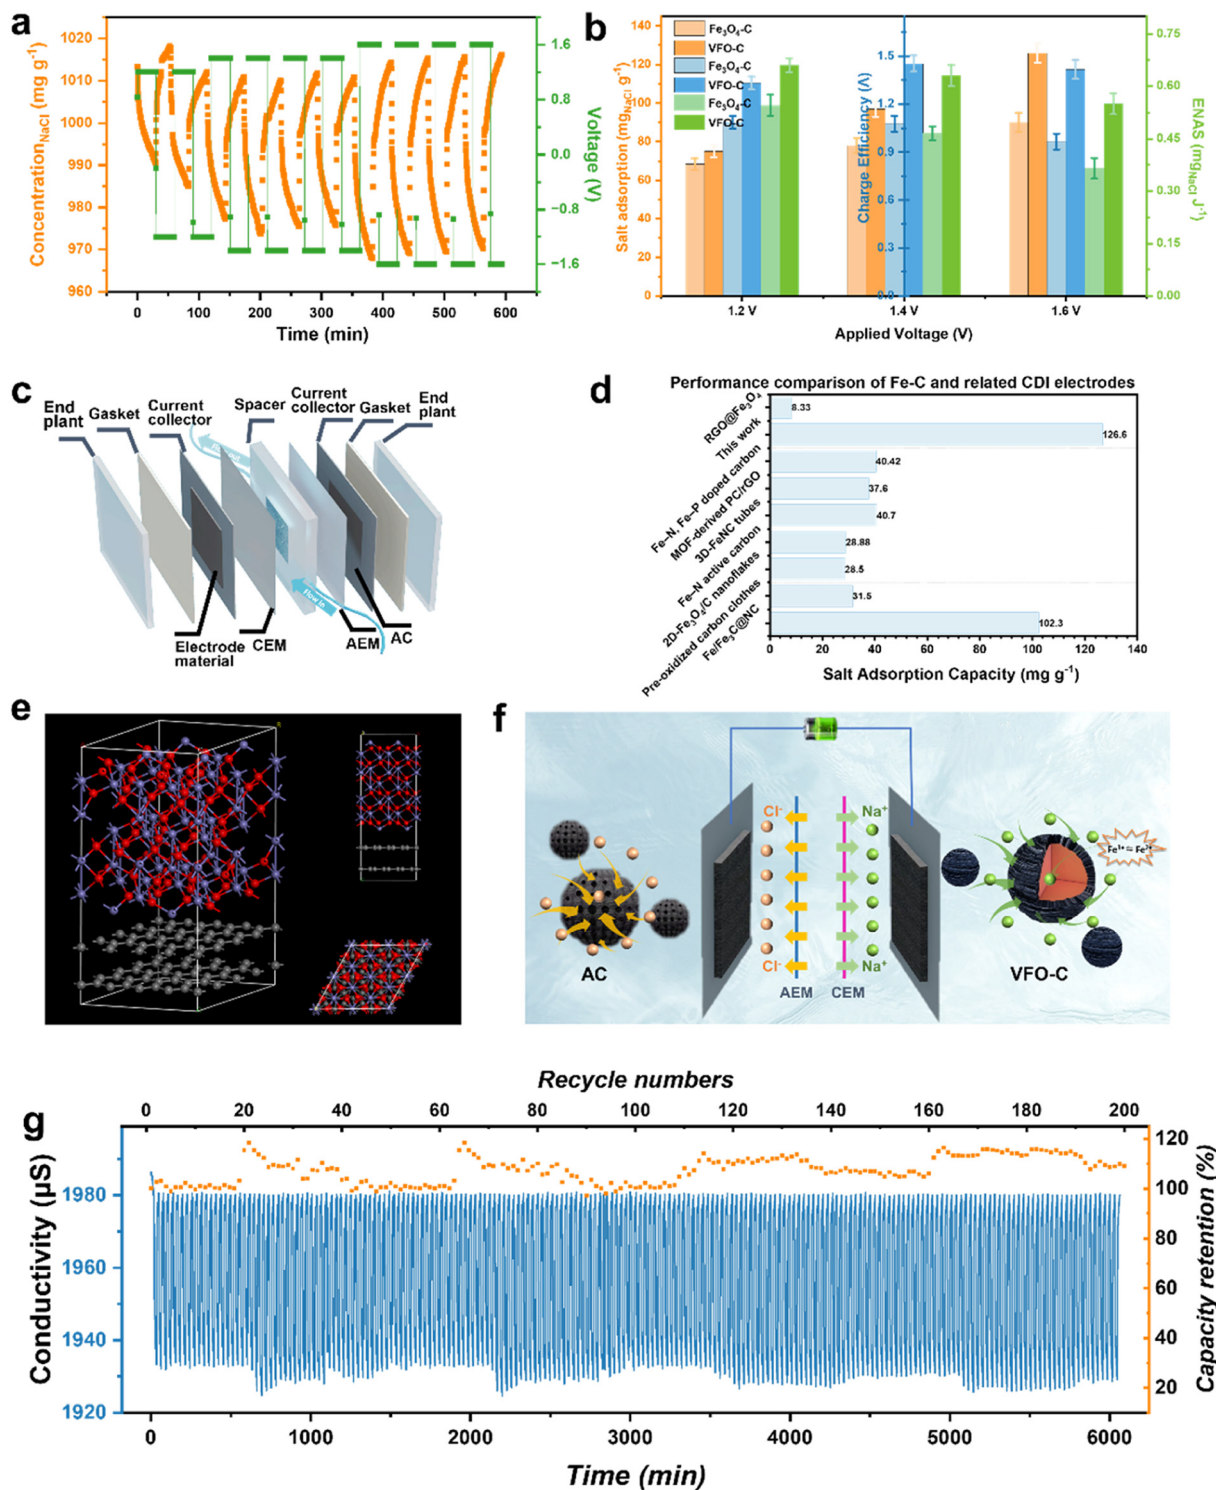 a
Concentration_NaCl (mg g⁻¹)
1020
1010
1000
990
980
970
960
0
100
200
300
400
500
600
Time (min)
1.6
0.8
0.0
−0.8
−1.6
Voltage (V)
b
Salt adsorption (mg_NaCl g⁻¹)
140
120
100
80
60
40
20
0
Fe₃O₄-C
VFO-C
Fe₃O₄-C
VFO-C
Fe₃O₄-C
VFO-C
Charge Efficiency (Λ)
1.5
1.2
0.9
0.6
0.3
0.0
0.75
0.60
0.45
0.30
0.15
0.00
ENAS (mg_NaCl J⁻¹)
1.2 V
1.4 V
1.6 V
Applied Voltage (V)
c
End plant
Gasket
Current collector
Spacer
Current collector
Gasket
End plant
Flow in
Electrode material
CEM
AEM
AC
d
Performance comparison of Fe-C and related CDI electrodes
RGO@Fe₃O₄
8.33
This work
126.6
Fe–N, Fe–P doped carbon
40.42
MOF-derived PC/rGO
37.6
3D-FeNC tubes
40.7
Fe–N active carbon
28.88
2D-Fe₃O₄/C nanoflakes
28.5
Pre-oxidized carbon clothes
31.5
Fe/Fe₃C@NC
102.3
0
20
40
60
80
100
120
140
Salt Adsorption Capacity (mg g⁻¹)
e
f
Cl⁻
Na⁺
Cl⁻
Na⁺
AEM
CEM
AC
VFO-C
g
Recycle numbers
0
20
40
60
80
100
120
140
160
180
200
Conductivity (µS)
1980
1960
1940
1920
120
100
80
60
40
20
Capacity retention (%)
0
1000
2000
3000
4000
5000
6000
Time (min)